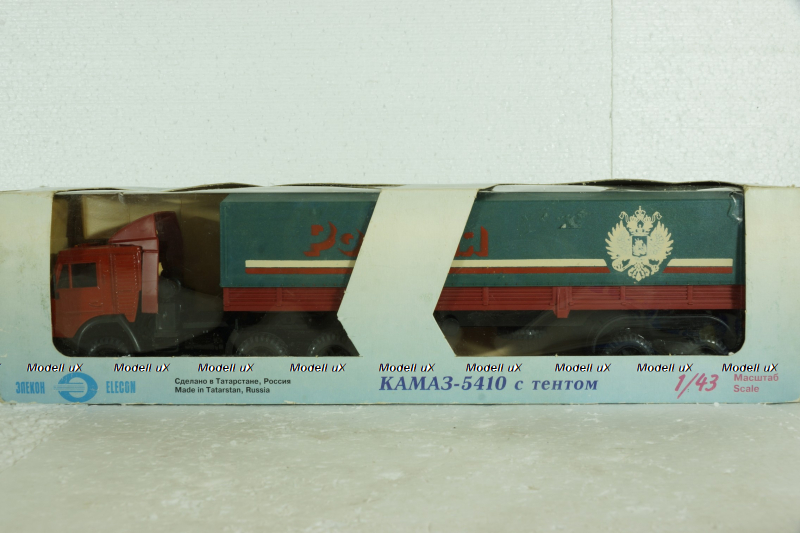 Modell uX Modell uX Modell uX Modell uX Modell uX Modell uX Modell uX Modell uX Modell uX
ЭЛЕКОН ELECON
Сделано в Татарстане, Россия
Made in Tatarstan, Russia
КАМАЗ-5410 с тентом
1/43
Масштаб
Scale